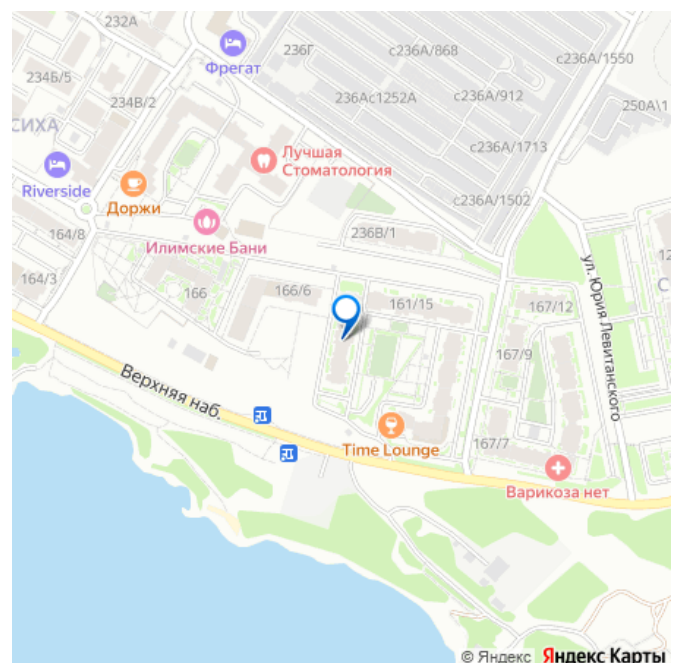 232А
236Г
с236А/868
с236А/1550
Фрегат
234Б/5
236Ас1252А
с236А/912
234В/2
250А\1
СИХА
с236А/1713
Лучшая
Стоматология
Riverside
Доржи
с236А/1502
164/8
Илимские Бани
236В/1
ул. Юрия Левитанского
164/3
166
166/6
161/15
167/12
167/9
Верхняя наб.
Time Lounge
167/7
Варикоза нет
© Яндекс Яндекс Карты